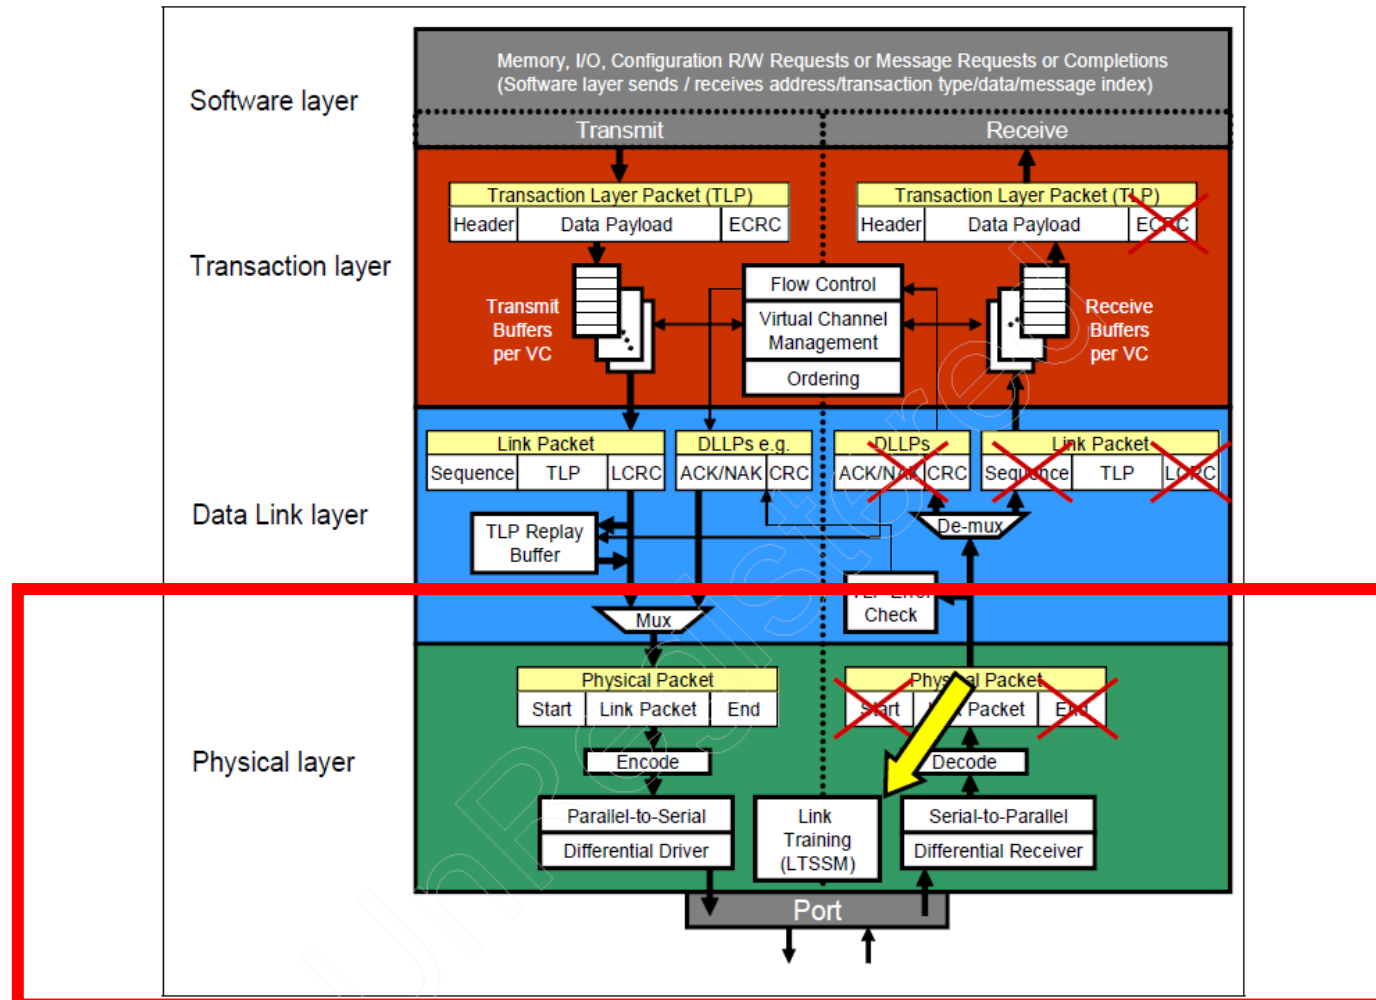 Memory, I/O, Configuration R/W Requests or Message Requests or Completions
(Software layer sends / receives address/transaction type/data/message index)
Software layer
Transmit
Receive
Transaction Layer Packet (TLP)
Header Data Payload ECRC
Transaction Layer Packet (TLP)
Header Data Payload ECRC
Transaction layer
Flow Control
Virtual Channel
Management
Ordering
Transmit
Buffers
per VC
Receive
Buffers
per VC
Link Packet
Sequence TLP LCRC
DLLPs e.g.
ACK/NAK CRC
DLLPs
ACK/NAK CRC
Link Packet
Sequence TLP LCRC
Data Link layer
TLP Replay
Buffer
De-mux
TLP Error
Check
Mux
Physical Packet
Start Link Packet End
Physical Packet
Start Link Packet End
Physical layer
Encode
Decode
Parallel-to-Serial
Differential Driver
Link
Training
(LTSSM)
Serial-to-Parallel
Differential Receiver
Port
UnRegistered